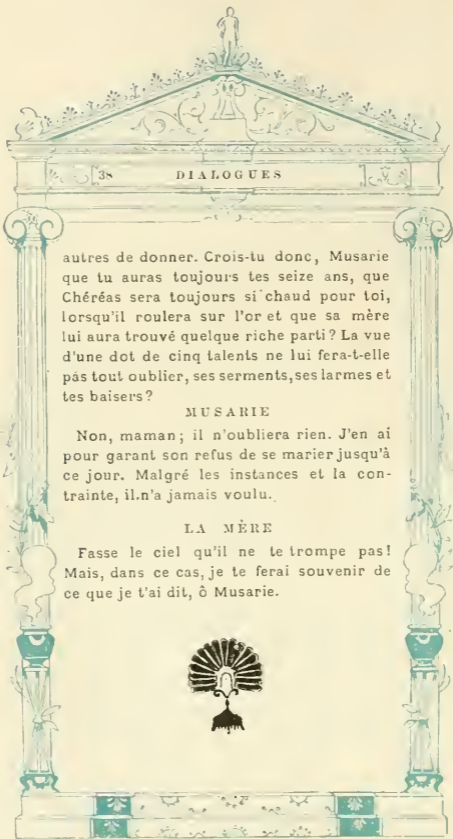 38 DIALOGUES
autres de donner. Crois-tu donc, Musarie
que tu auras toujours tes seize ans, que
Chéréas sera toujours si chaud pour toi,
lorsqu'il roulera sur l'or et que sa mère
lui aura trouvé quelque riche parti? La vue
d'une dot de cinq talents ne lui fera-t-elle
pas tout oublier, ses serments, ses larmes et
tes baisers?
MUSARIE
Non, maman; il n'oubliera rien. J'en ai
pour garant son refus de se marier jusqu'à
ce jour. Malgré les instances et la con-
trainte, il n'a jamais voulu.
LA MÈRE
Fasse le ciel qu'il ne te trompe pas!
Mais, dans ce cas, je te ferai souvenir de
ce que je t'ai dit, ô Musarie.